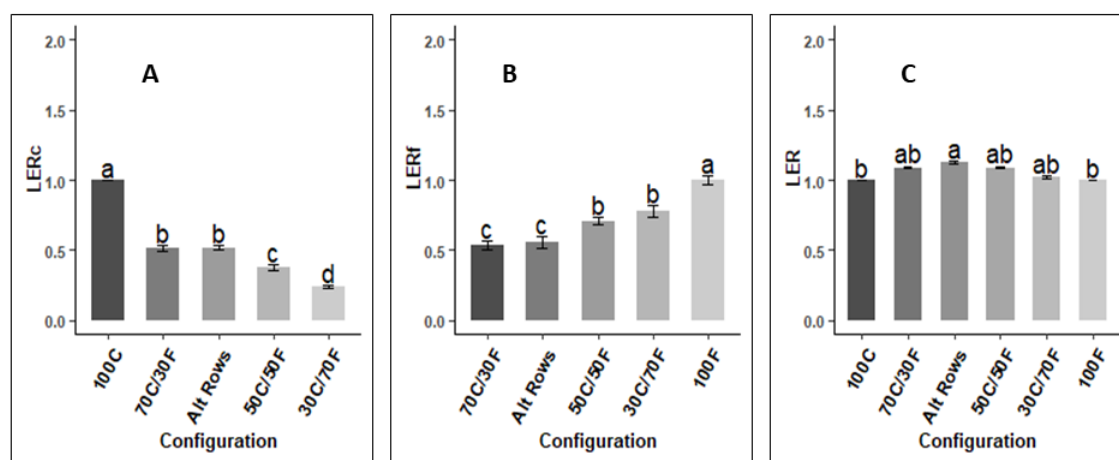 A
2.0
1.5
1.0
0.5
0.0
LERc
a
b
b
c
d
100C
70C/30F
Alt Rows
50C/50F
30C/70F
Configuration
B
2.0
1.5
1.0
0.5
0.0
LERf
c
c
b
b
a
70C/30F
Alt Rows
50C/50F
30C/70F
100F
Configuration
C
2.0
1.5
1.0
0.5
0.0
LER
b
ab
a
ab
ab
b
100C
70C/30F
Alt Rows
50C/50F
30C/70F
100F
Configuration